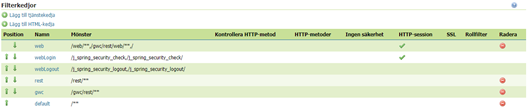 Filterkedjor
Lägg till tjänstekedja
Lägg till HTML-kedja
Position Namn Mönster Kontrollera HTTP-metod HTTP-metoder Ingen säkerhet HTTP-session SSL Rollfilter Radera
web /web/**,/gwc/rest/web/**,/
webLogin /j_spring_security_check,/j_spring_security_check/
webLogout /j_spring_security_logout,/j_spring_security_logout/
rest /rest/**
gwc /gwc/rest/**
default /**